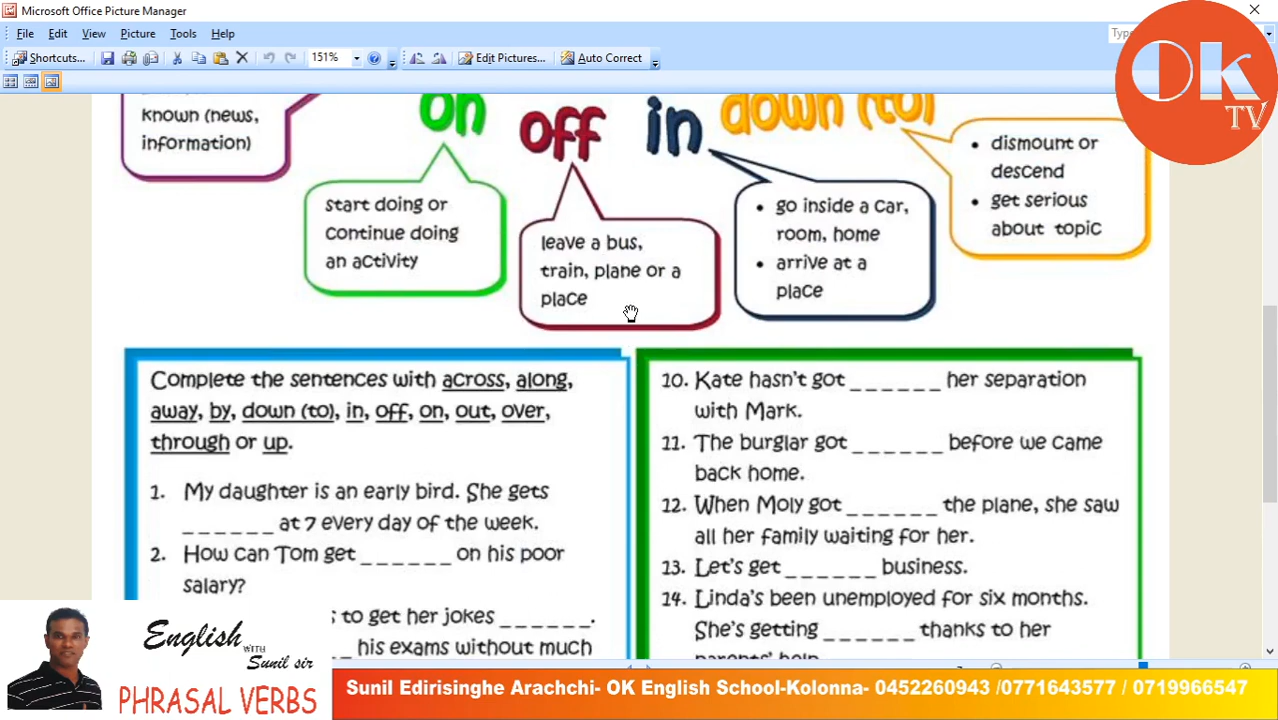 Microsoft Office Picture Manager
File Edit View Picture Tools Help
Shortcuts... 151% Edit Pictures... Auto Correct
OK TV
known (news,
information)
on
off
in
down (to)
start doing or
continue doing
an activity
leave a bus,
train, plane or a
place
go inside a car,
room, home
arrive at a
place
dismount or
descend
get serious
about topic
Complete the sentences with across, along,
away, by, down (to), in, off, on, out, over,
through or up.
1. My daughter is an early bird. She gets
______ at 7 every day of the week.
2. How can Tom get ______ on his poor
salary?
to get her jokes ______.
his exams without much
10. Kate hasn't got ______ her separation
with Mark.
11. The burglar got ______ before we came
back home.
12. When Moly got ______ the plane, she saw
all her family waiting for her.
13. Let's get ______ business.
14. Linda's been unemployed for six months.
She's getting ______ thanks to her
parents' help.
English
WITH
Sunil sir
PHRASAL VERBS
Sunil Edirisinghe Arachchi- OK English School-Kolonna- 0452260943 /0771643577 / 0719966547